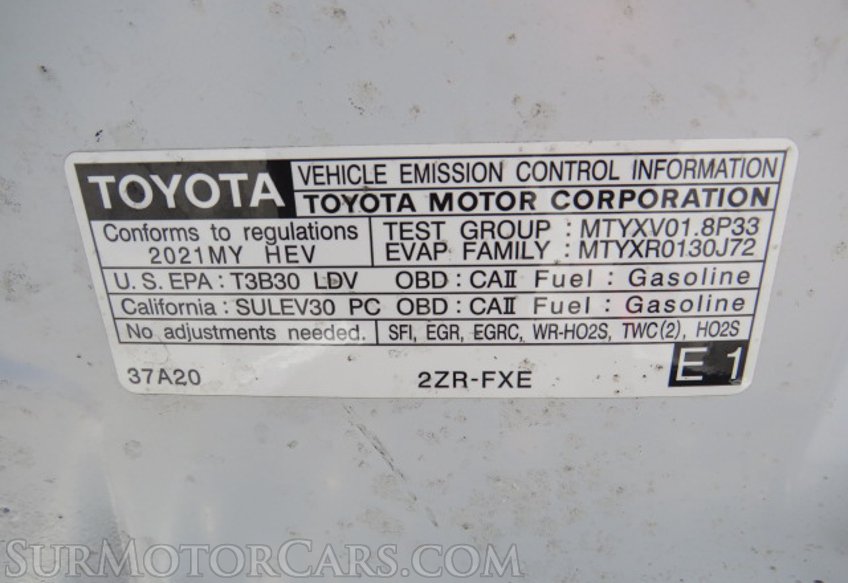 TOYOTA
VEHICLE EMISSION CONTROL INFORMATION
TOYOTA MOTOR CORPORATION
Conforms to regulations
2021MY HEV
TEST GROUP : MTYXV01.8P33
EVAP FAMILY : MTYXR0130J72
U.S.EPA : T3B30 LDV OBD : CAII Fuel : Gasoline
California : SULEV30 PC OBD : CAII Fuel : Gasoline
No adjustments needed. SFI, EGR, EGRC, WR-HO2S, TWC(2), HO2S
37A20 2ZR-FXE E 1
SurMotorCars.com